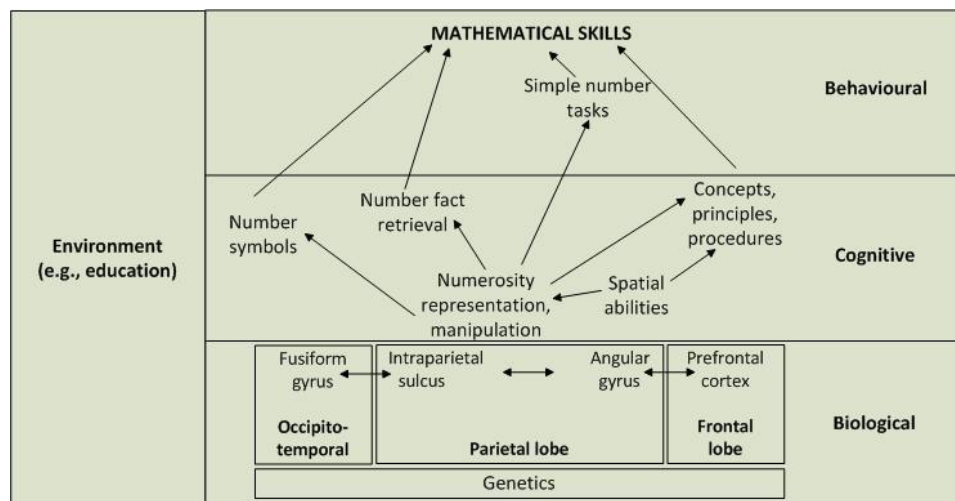 MATHEMATICAL SKILLS
Simple number
tasks
Behavioural
Environment
(e.g., education)
Number
symbols
Number fact
retrieval
Concepts,
principles,
procedures
Numerosity
representation,
manipulation
Spatial
abilities
Cognitive
Fusiform
gyrus
Intraparietal
sulcus
Angular
gyrus
Prefrontal
cortex
Occipito-
temporal
Parietal lobe
Frontal
lobe
Biological
Genetics